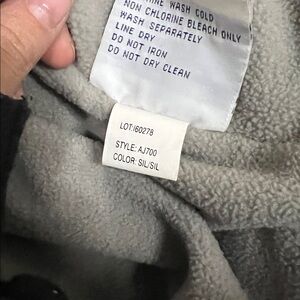 WASH COLD
NON CHLORINE BLEACH ONLY
WASH SEPARATELY
LINE DRY
DO NOT IRON
DO NOT DRY CLEAN
LOT:60278
STYLE: AJ700
COLOR: SIL/SIL